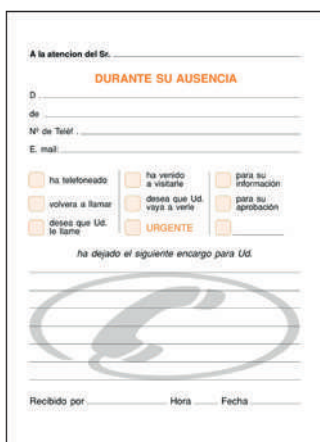 A la atencion del Sr.
DURANTE SU AUSENCIA
D
de
Nº de Teléf.
E. mail:
ha telefoneado
ha venido
a visitarle
para su
información
volvera a llamar
desea que Ud.
vaya a verle
para su
aprobación
desea que Ud.
le llame
URGENTE
ha dejado el siguiente encargo para Ud.
Recibido por Hora Fecha